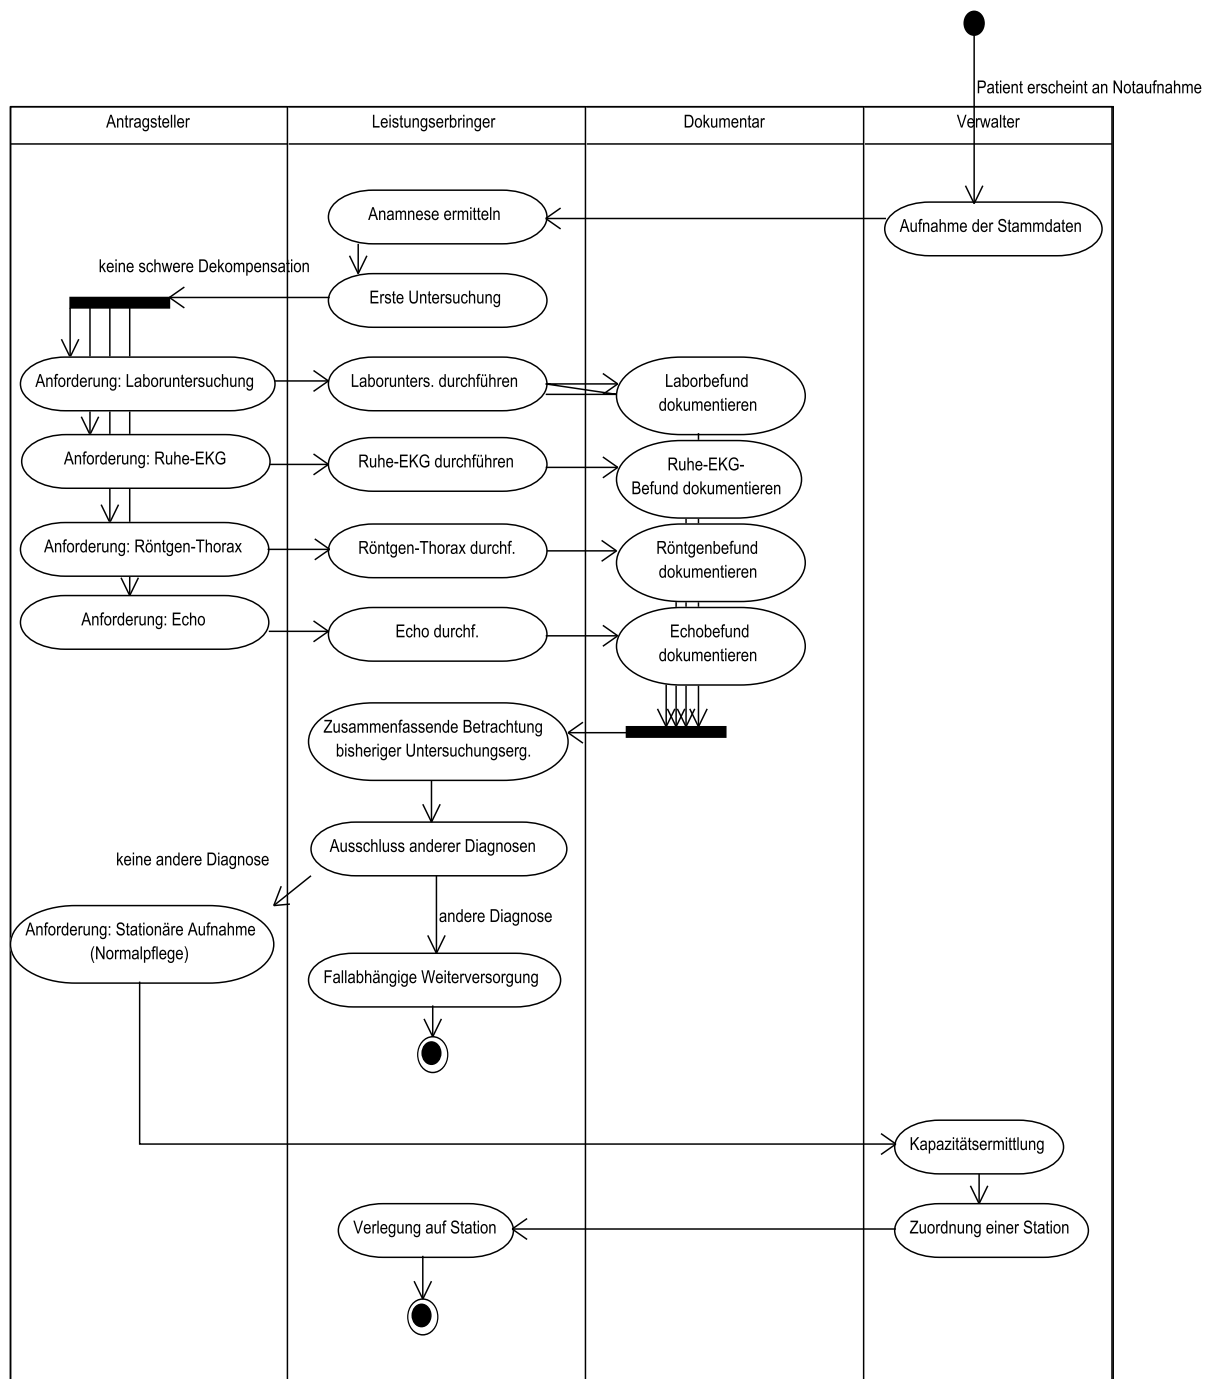 Patient erscheint an Notaufnahme
Antragsteller
Leistungserbringer
Dokumentar
Verwalter
Anamnese ermitteln
Aufnahme der Stammdaten
keine schwere Dekompensation
Erste Untersuchung
Anforderung: Laboruntersuchung
Laborunters. durchführen
Laborbefund
dokumentieren
Anforderung: Ruhe-EKG
Ruhe-EKG durchführen
Ruhe-EKG-
Befund dokumentieren
Anforderung: Röntgen-Thorax
Röntgen-Thorax durchf.
Röntgenbefund
dokumentieren
Anforderung: Echo
Echo durchf.
Echobefund
dokumentieren
Zusammenfassende Betrachtung
bisheriger Untersuchungserg.
Ausschluss anderer Diagnosen
keine andere Diagnose
andere Diagnose
Anforderung: Stationäre Aufnahme
(Normalpflege)
Fallabhängige Weiterversorgung
Kapazitätsermittlung
Verlegung auf Station
Zuordnung einer Station